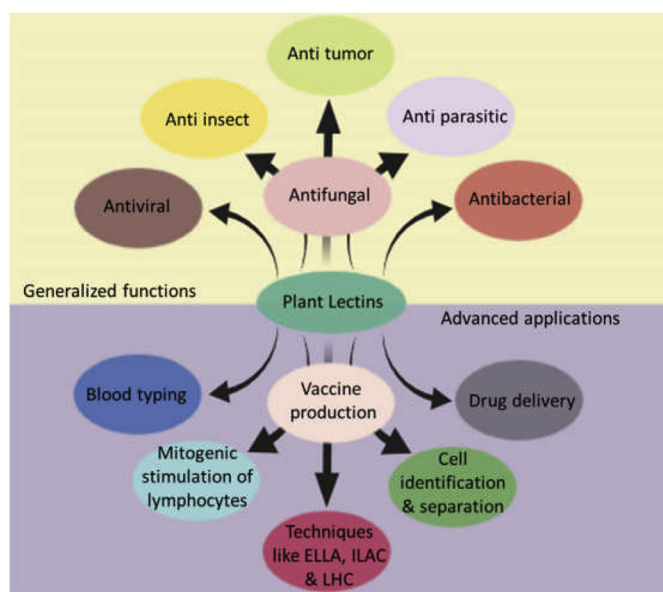 Anti tumor
Anti insect
Anti parasitic
Antifungal
Antiviral
Antibacterial
Generalized functions
Plant Lectins
Advanced applications
Blood typing
Vaccine
production
Drug delivery
Mitogenic
stimulation of
lymphocytes
Cell
identification
& separation
Techniques
like ELLA, ILAC
& LHC